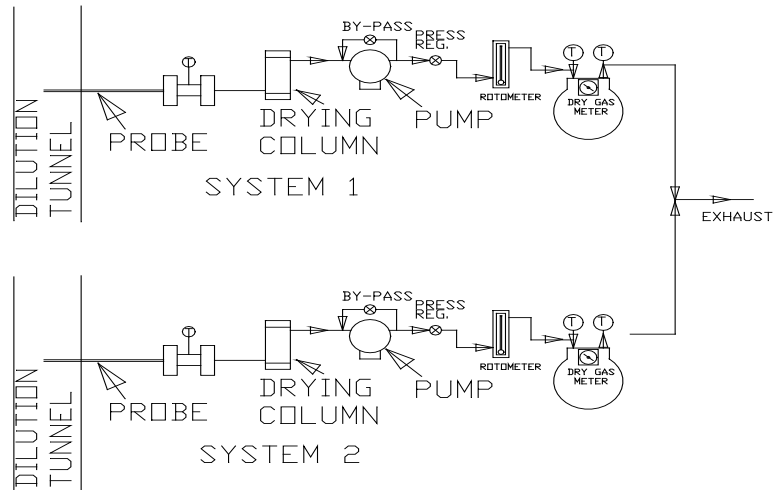 BY-PASS
PRESS
REG.
T
T
T
ROTOMETER
DRY GAS
METER
DILUTION
TUNNEL
PROBE
DRYING
COLUMN
PUMP
SYSTEM 1
EXHAUST
BY-PASS
PRESS
REG.
T
T
T
ROTOMETER
DRY GAS
METER
DILUTION
TUNNEL
PROBE
DRYING
COLUMN
PUMP
SYSTEM 2